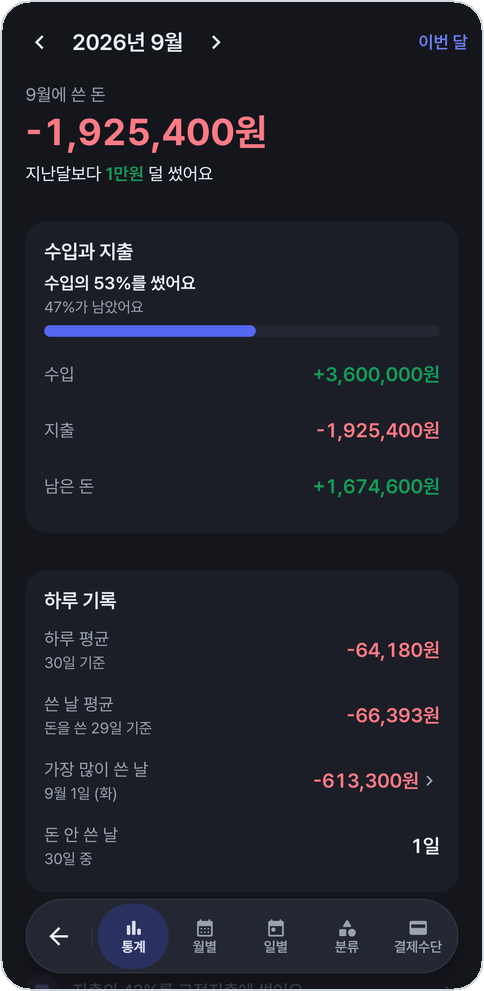 2026년 9월
이번 달
9월에 쓴 돈
-1,925,400원
지난달보다 1만원 덜 썼어요
수입과 지출
수입의 53%를 썼어요
47%가 남았어요
수입 +3,600,000원
지출 -1,925,400원
남은 돈 +1,674,600원
하루 기록
하루 평균
30일 기준
-64,180원
쓴 날 평균
돈을 쓴 29일 기준
-66,393원
가장 많이 쓴 날
9월 1일 (화)
-613,300원
돈 안 쓴 날
30일 중
1일
통계
월별
일별
분류
결제수단